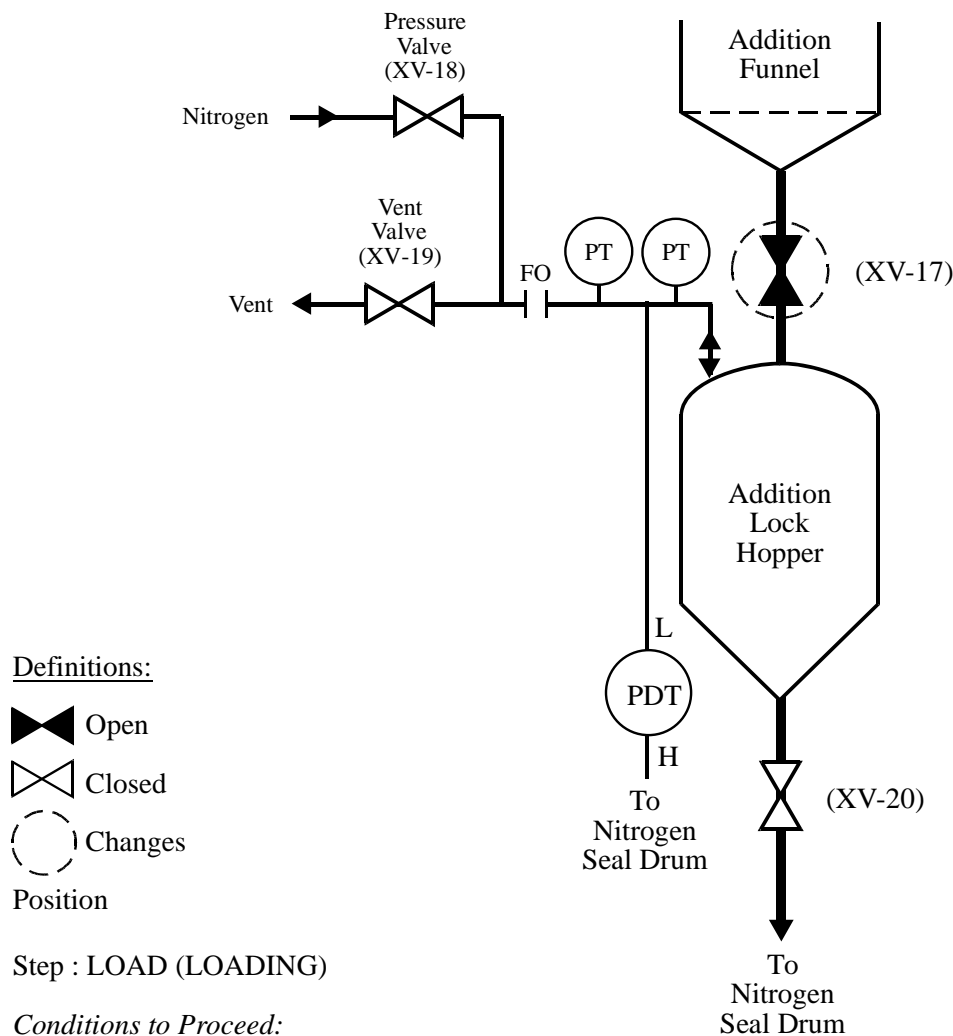 Pressure
Valve
(XV-18)
Addition
Funnel
Nitrogen
Vent
Valve
(XV-19)
PT
PT
(XV-17)
FO
Vent
Addition
Lock
Hopper
L
Definitions:
PDT
Open
H
Closed
To
Nitrogen
Seal Drum
(XV-20)
Changes
Position
Step : LOAD (LOADING)
To
Nitrogen
Seal Drum
Conditions to Proceed: